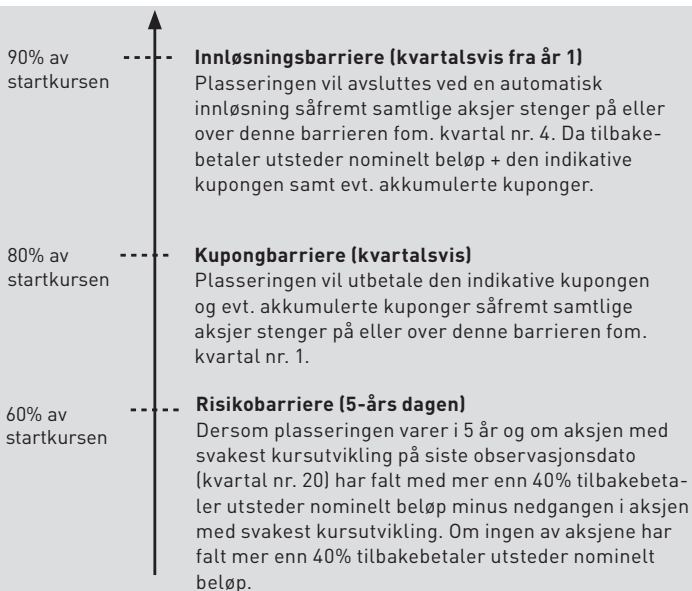 90% av
startkursen
Innløsningsbarriere (kvartalsvis fra år 1)
Plasseringen vil avsluttes ved en automatisk
innløsning såfremt samtlige aksjer stenger på eller
over denne barrieren fom. kvartal nr. 4. Da tilbake-
betaler utsteder nominelt beløp + den indikative
kupongen samt evt. akkumulerte kuponger.
80% av
startkursen
Kupongbarriere (kvartalsvis)
Plasseringen vil utbetale den indikative kupongen
og evt. akkumulerte kuponger såfremt samtlige
aksjer stenger på eller over denne barrieren fom.
kvartal nr. 1.
60% av
startkursen
Risikobarriere (5-års dagen)
Dersom plasseringen varer i 5 år og om aksjen med
svakest kursutvikling på siste observasjonsdato
(kvartal nr. 20) har falt med mer enn 40% tilbakebeta-
ler utsteder nominelt beløp minus nedgangen i aksjen
med svakest kursutvikling. Om ingen av aksjene har
falt mer enn 40% tilbakebetaler utsteder nominelt
beløp.